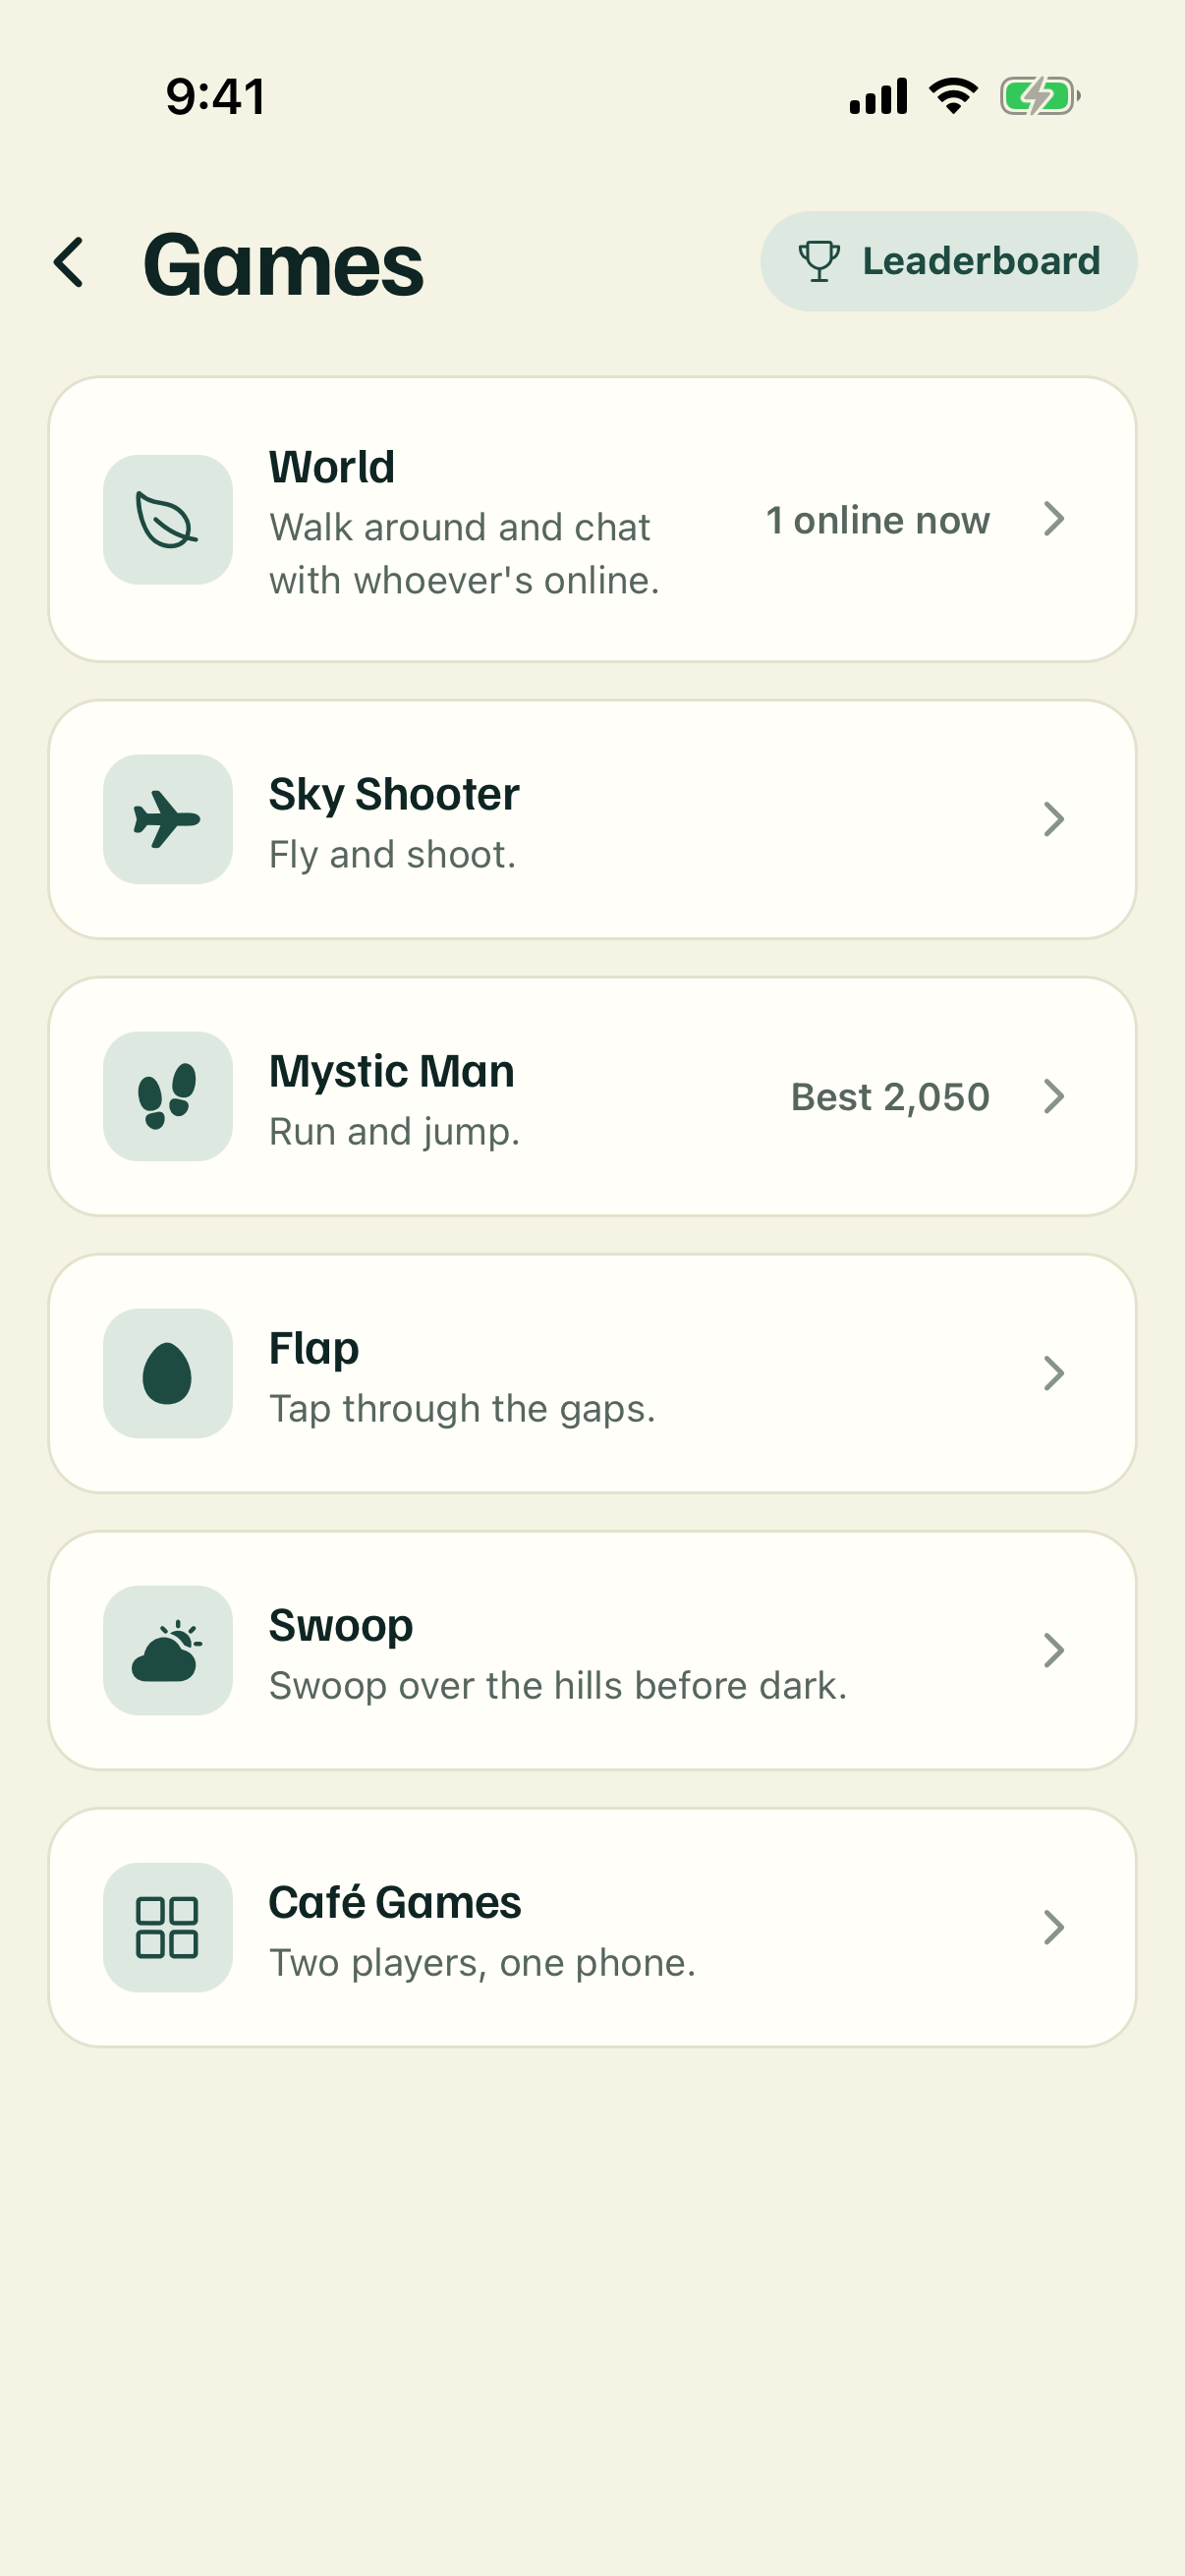 9:41
Games
Leaderboard
World
Walk around and chat
with whoever's online.
1 online now
Sky Shooter
Fly and shoot.
Mystic Man
Run and jump.
Best 2,050
Flap
Tap through the gaps.
Swoop
Swoop over the hills before dark.
Café Games
Two players, one phone.